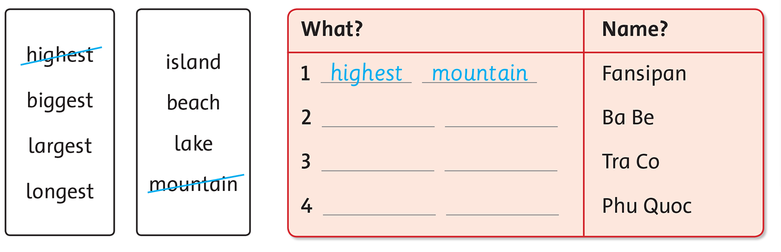 highest
biggest
largest
longest
island
beach
lake
mountain
What? Name?
1 highest mountain Fansipan
2 Ba Be
3 Tra Co
4 Phu Quoc